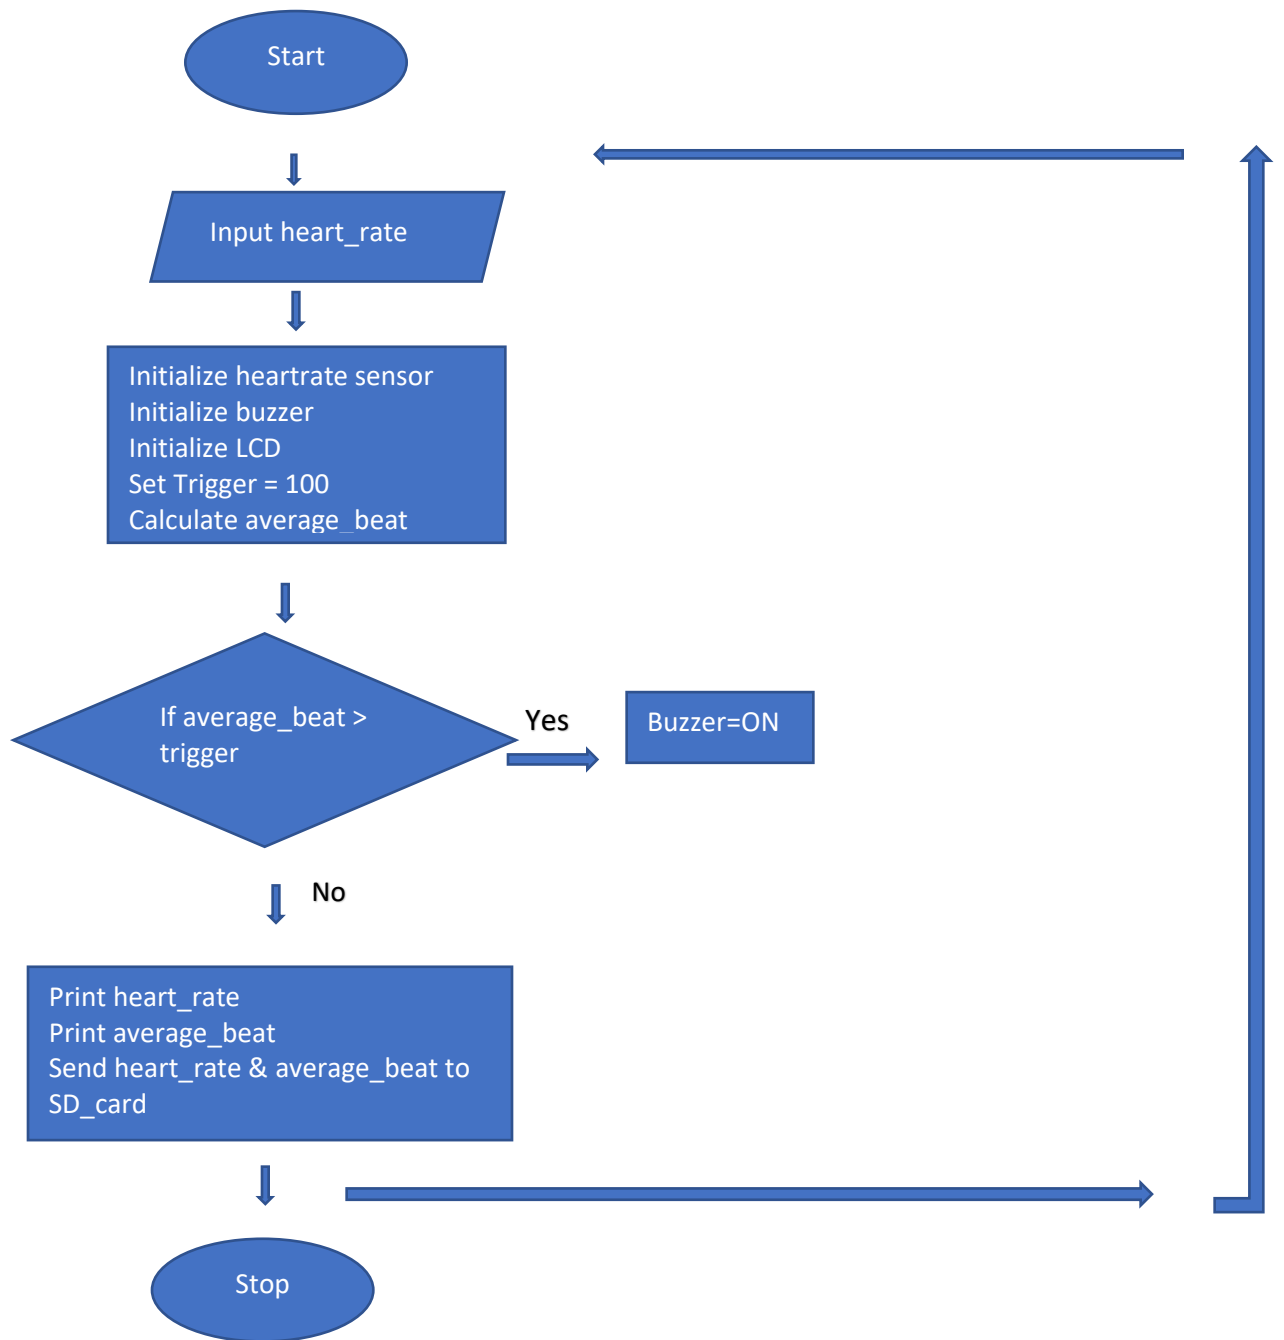 Start
Input heart_rate
Initialize heartrate sensor
Initialize buzzer
Initialize LCD
Set Trigger = 100
Calculate average_beat
If average_beat >
trigger
Yes
Buzzer=ON
No
Print heart_rate
Print average_beat
Send heart_rate & average_beat to
SD_card
Stop